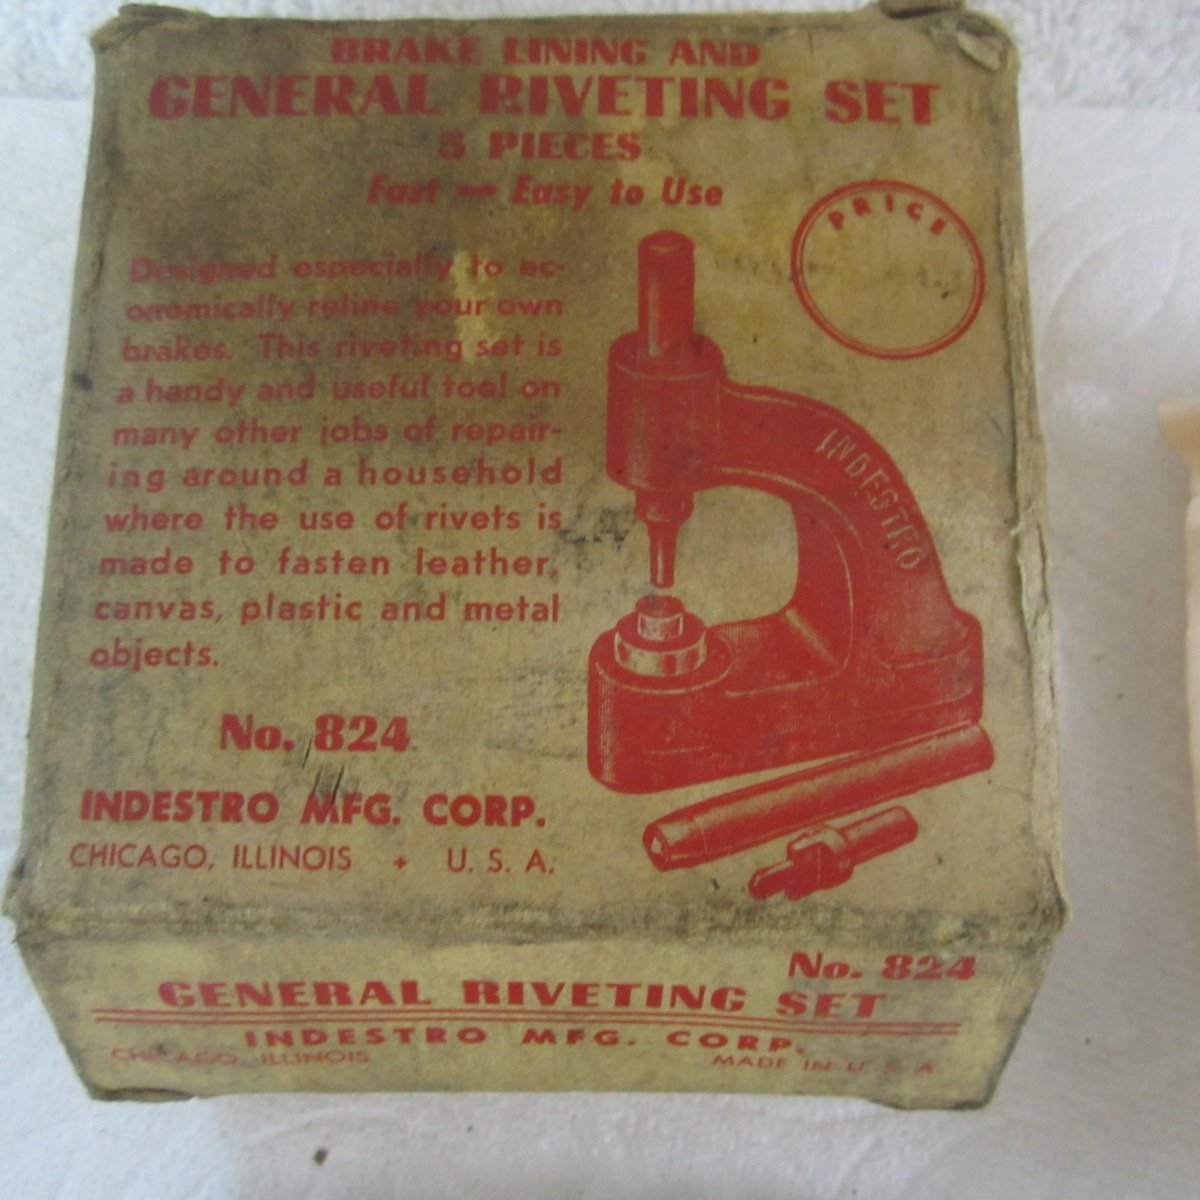 BRAKE LINING AND
GENERAL RIVETING SET
5 PIECES
Fast — Easy to Use
PRICE
Designed especially to ec-
onomically reline your own
brakes. This riveting set is
a handy and useful tool on
many other jobs of repair-
ing around a household
where the use of rivets is
made to fasten leather,
canvas, plastic and metal
objects.
INDESTRO
No. 824
INDESTRO MFG. CORP.
CHICAGO, ILLINOIS + U. S. A.
No. 824
GENERAL RIVETING SET
INDESTRO MFG. CORP.
CHICAGO, ILLINOIS MADE IN U. S. A.